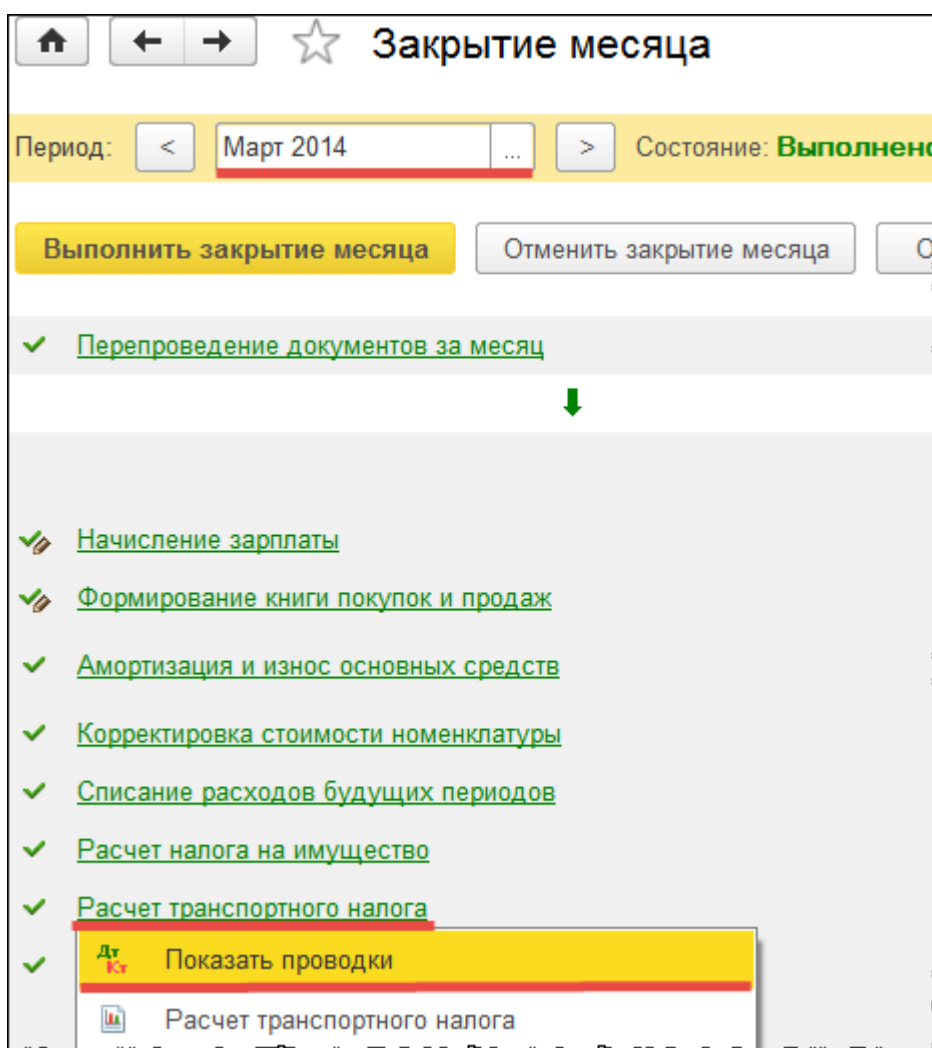 Закрытие месяца
Период: < Март 2014 ... > Состояние: Выполнено
Выполнить закрытие месяца Отменить закрытие месяца
Перепроведение документов за месяц
Начисление зарплаты
Формирование книги покупок и продаж
Амортизация и износ основных средств
Корректировка стоимости номенклатуры
Списание расходов будущих периодов
Расчет налога на имущество
Расчет транспортного налога
Дт Кт Показать проводки
Расчет транспортного налога